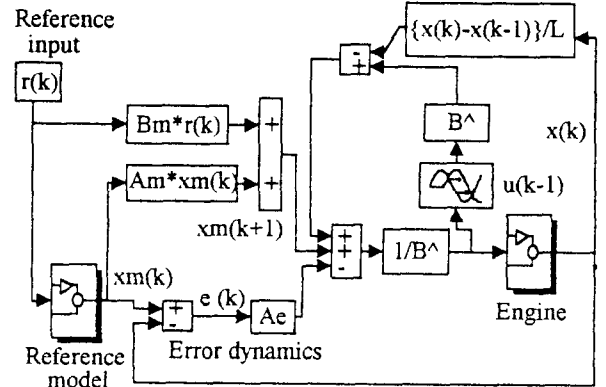 Reference
input
r(k)
{x(k)-x(k-1)}/L
-
+
B^
x(k)
Bm*r(k)
+
Am*xm(k)
+
u(k-1)
xm(k+1)
+
+
-
1/B^
xm(k)
+
-
e (k)
Ae
Engine
Error dynamics
Reference
model